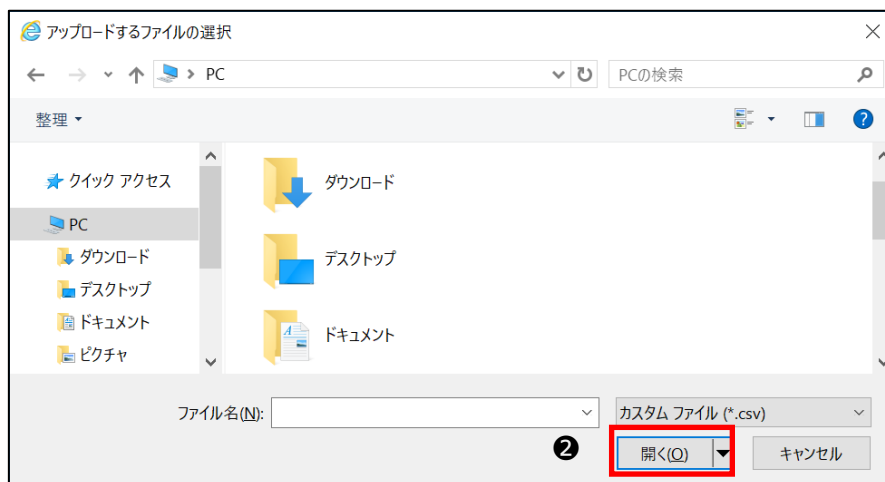 アップロードするファイルの選択
PC
PCの検索
整理
クイック アクセス
PC
ダウンロード
デスクトップ
ドキュメント
ピクチャ
ダウンロード
デスクトップ
ドキュメント
ファイル名(N):
カスタム ファイル (*.csv)
❷
開く(O)
キャンセル